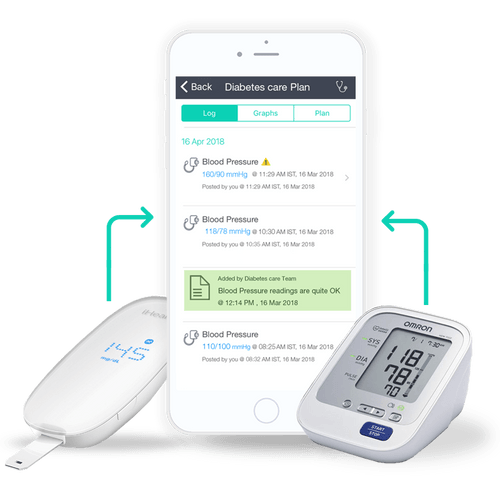 Back Diabetes care Plan
Log Graphs Plan
16 Apr 2018
Blood Pressure
160/90 mmHg @ 11:29 AM IST, 16 Mar 2018
Posted by you @ 11:29 AM IST, 16 Mar 2018
Blood Pressure
118/78 mmHg @ 10:30 AM IST, 16 Mar 2018
Posted by you @ 10:35 AM IST, 16 Mar 2018
Added by Diabetes care Team
Blood Pressure readings are quite OK
@ 12:14 PM , 16 Mar 2018
Blood Pressure
110/100 mmHg @ 08:25 AM IST, 16 Mar 2018
Posted by you @ 08:32 AM IST, 16 Mar 2018
iHea
145
OMRON
SYS
118
DIA
78
PULSE
70
START
STOP